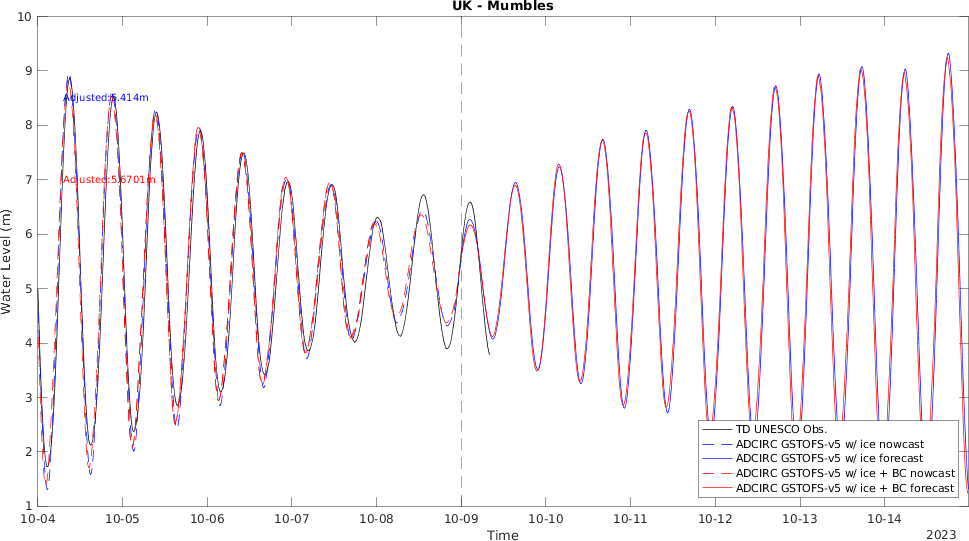 UK - Mumbles
10
9
8
7
6
5
4
3
2
1
Water Level (m)
Adjusted:5.414m
Adjusted:5.6701m
TD UNESCO Obs.
ADCIRC GSTOFS-v5 w/ ice nowcast
ADCIRC GSTOFS-v5 w/ ice forecast
ADCIRC GSTOFS-v5 w/ ice + BC nowcast
ADCIRC GSTOFS-v5 w/ ice + BC forecast
10-04 10-05 10-06 10-07 10-08 10-09 10-10 10-11 10-12 10-13 10-14
Time
2023